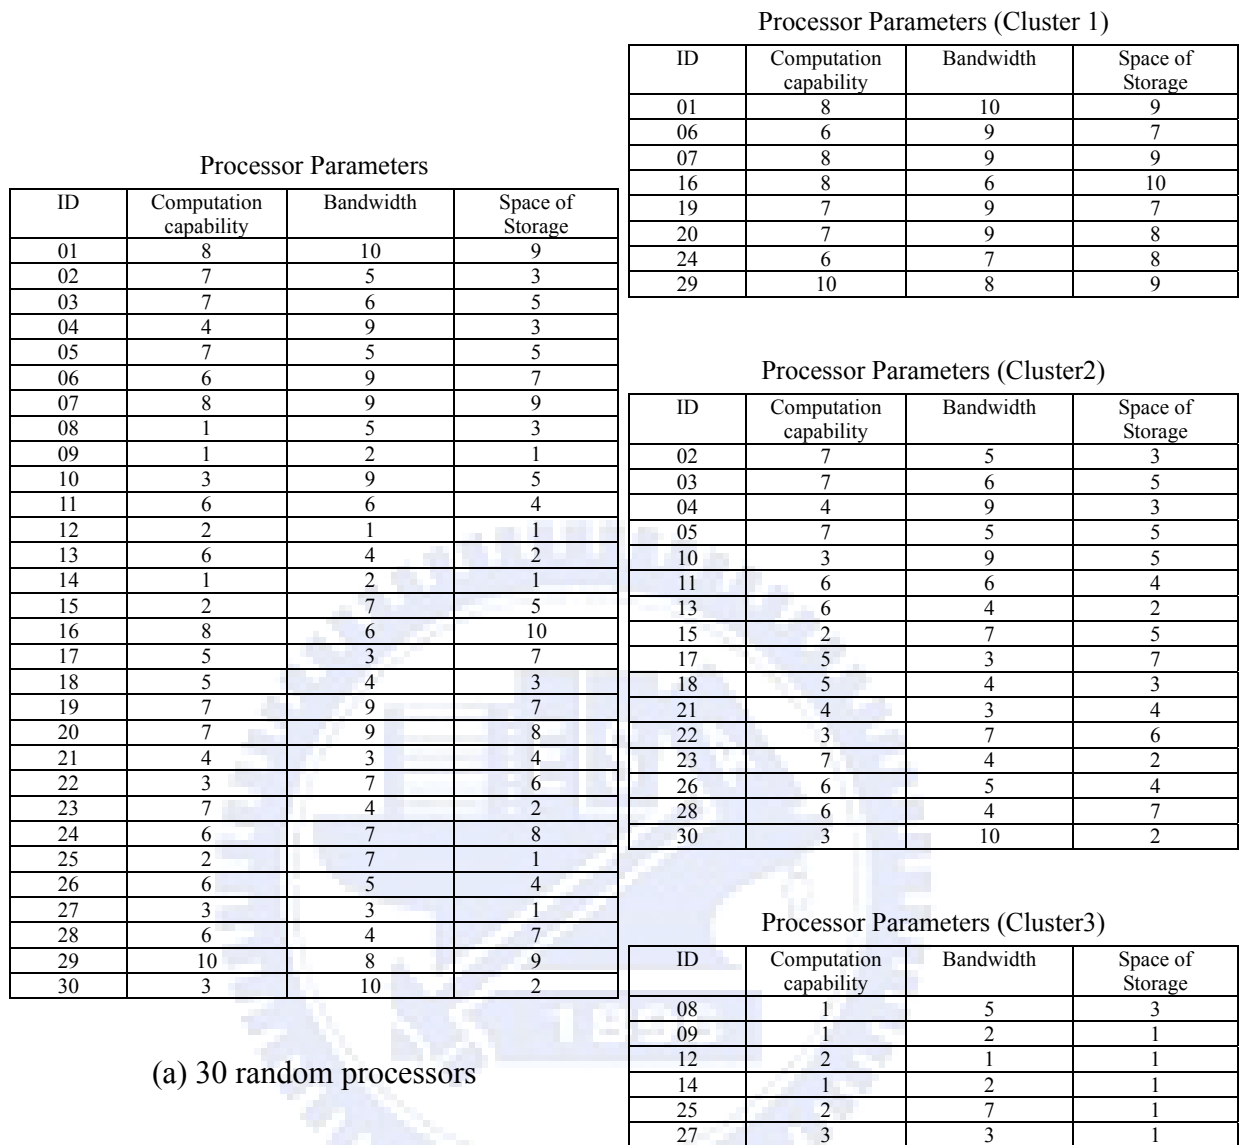 Processor Parameters
ID Computation capability Bandwidth Space of Storage
01 8 10 9
02 7 5 3
03 7 6 5
04 4 9 3
05 7 5 5
06 6 9 7
07 8 9 9
08 1 5 3
09 1 2 1
10 3 9 5
11 6 6 4
12 2 1 1
13 6 4 2
14 1 2 1
15 2 7 5
16 8 6 10
17 5 3 7
18 5 4 3
19 7 9 7
20 7 9 8
21 4 3 4
22 3 7 6
23 7 4 2
24 6 7 8
25 2 7 1
26 6 5 4
27 3 3 1
28 6 4 7
29 10 8 9
30 3 10 2
(a) 30 random processors
Processor Parameters (Cluster 1)
ID Computation capability Bandwidth Space of Storage
01 8 10 9
06 6 9 7
07 8 9 9
16 8 6 10
19 7 9 7
20 7 9 8
24 6 7 8
29 10 8 9
Processor Parameters (Cluster2)
ID Computation capability Bandwidth Space of Storage
02 7 5 3
03 7 6 5
04 4 9 3
05 7 5 5
10 3 9 5
11 6 6 4
13 6 4 2
15 2 7 5
17 5 3 7
18 5 4 3
21 4 3 4
22 3 7 6
23 7 4 2
26 6 5 4
28 6 4 7
30 3 10 2
Processor Parameters (Cluster3)
ID Computation capability Bandwidth Space of Storage
08 1 5 3
09 1 2 1
12 2 1 1
14 1 2 1
25 2 7 1
27 3 3 1
1896